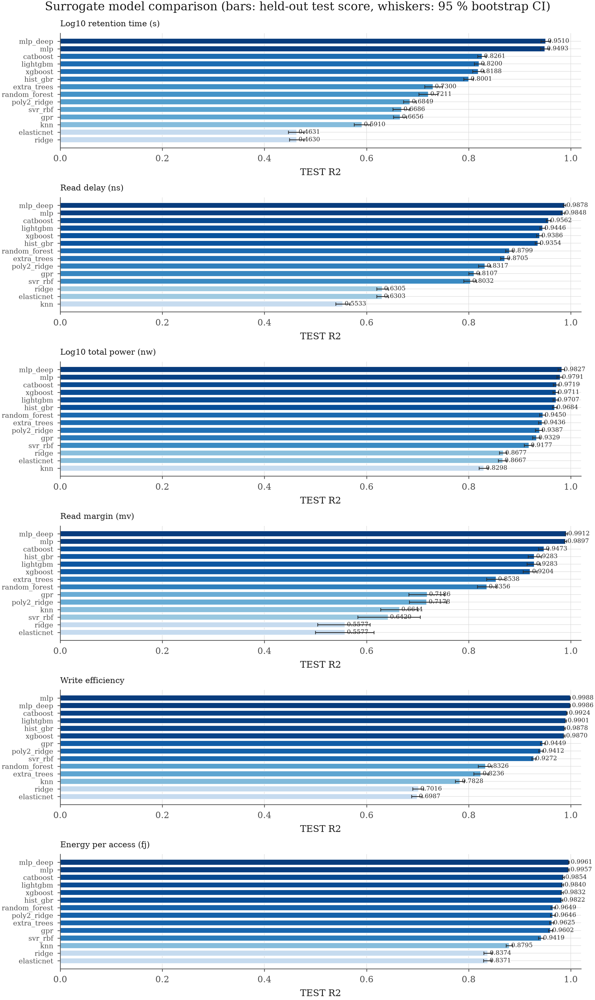 Surrogate model comparison (bars: held-out test score, whiskers: 95 % bootstrap CI)
Log10 retention time (s)
mlp_deep 0.9510
mlp 0.9493
catboost 0.8261
lightgbm 0.8200
xgboost 0.8188
hist_gbr 0.8001
extra_trees 0.7300
random_forest 0.7211
poly2_ridge 0.6849
svr_rbf 0.6686
gpr 0.6656
knn 0.5910
elasticnet 0.4631
ridge 0.4630
0.0 0.2 0.4 0.6 0.8 1.0
TEST R2
Read delay (ns)
mlp_deep 0.9878
mlp 0.9848
catboost 0.9562
lightgbm 0.9446
xgboost 0.9386
hist_gbr 0.9354
random_forest 0.8799
extra_trees 0.8705
poly2_ridge 0.8317
gpr 0.8107
svr_rbf 0.8032
ridge 0.6305
elasticnet 0.6303
knn 0.5533
0.0 0.2 0.4 0.6 0.8 1.0
TEST R2
Log10 total power (nw)
mlp_deep 0.9827
mlp 0.9791
catboost 0.9719
xgboost 0.9711
lightgbm 0.9707
hist_gbr 0.9684
random_forest 0.9450
extra_trees 0.9436
poly2_ridge 0.9387
gpr 0.9329
svr_rbf 0.9177
ridge 0.8677
elasticnet 0.8667
knn 0.8298
0.0 0.2 0.4 0.6 0.8 1.0
TEST R2
Read margin (mv)
mlp_deep 0.9912
mlp 0.9897
catboost 0.9473
hist_gbr 0.9283
lightgbm 0.9283
xgboost 0.9204
extra_trees 0.8538
random_forest 0.8356
gpr 0.7186
poly2_ridge 0.7178
knn 0.6644
svr_rbf 0.6420
ridge 0.5577
elasticnet 0.5577
0.0 0.2 0.4 0.6 0.8 1.0
TEST R2
Write efficiency
mlp 0.9988
mlp_deep 0.9986
catboost 0.9924
lightgbm 0.9901
hist_gbr 0.9878
xgboost 0.9870
gpr 0.9449
poly2_ridge 0.9412
svr_rbf 0.9272
random_forest 0.8326
extra_trees 0.8236
knn 0.7828
ridge 0.7016
elasticnet 0.6987
0.0 0.2 0.4 0.6 0.8 1.0
TEST R2
Energy per access (fj)
mlp_deep 0.9961
mlp 0.9957
catboost 0.9854
lightgbm 0.9840
xgboost 0.9832
hist_gbr 0.9822
random_forest 0.9649
poly2_ridge 0.9646
extra_trees 0.9625
gpr 0.9602
svr_rbf 0.9419
knn 0.8795
ridge 0.8374
elasticnet 0.8371
0.0 0.2 0.4 0.6 0.8 1.0
TEST R2